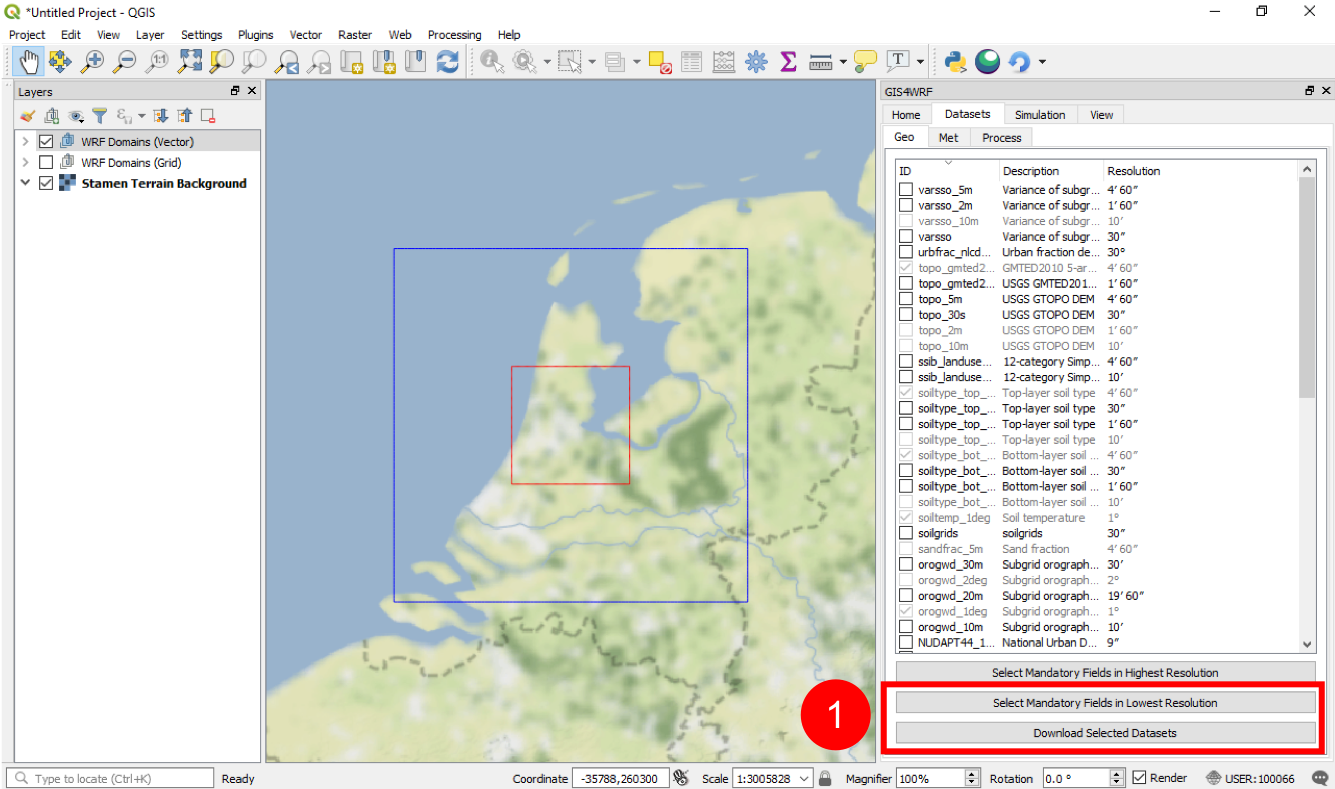 *Untitled Project - QGIS
Project Edit View Layer Settings Plugins Vector Raster Web Processing Help
Layers
WRF Domains (Vector)
WRF Domains (Grid)
Stamen Terrain Background
GIS4WRF
Home Datasets Simulation View
Geo Met Process
ID Description Resolution
varsso_5m Variance of subgr... 4′ 60″
varsso_2m Variance of subgr... 1′ 60″
varsso_10m Variance of subgr... 10′
varsso Variance of subgr... 30″
urbfrac_nlcd... Urban fraction de... 30°
topo_gmted2... GMTED2010 5-ar... 4′ 60″
topo_gmted2... USGS GMTED201... 1′ 60″
topo_5m USGS GTOPO DEM 4′ 60″
topo_30s USGS GTOPO DEM 30″
topo_2m USGS GTOPO DEM 1′ 60″
topo_10m USGS GTOPO DEM 10′
ssib_landuse... 12-category Simp... 4′ 60″
ssib_landuse... 12-category Simp... 10′
soiltype_top_... Top-layer soil type 4′ 60″
soiltype_top_... Top-layer soil type 30″
soiltype_top_... Top-layer soil type 1′ 60″
soiltype_top_... Top-layer soil type 10′
soiltype_bot_... Bottom-layer soil ... 4′ 60″
soiltype_bot_... Bottom-layer soil ... 30″
soiltype_bot_... Bottom-layer soil ... 1′ 60″
soiltype_bot_... Bottom-layer soil ... 10′
soiltemp_1deg Soil temperature 1°
soilgrids soilgrids 30″
sandfrac_5m Sand fraction 4′ 60″
orogwd_30m Subgrid orograph... 30′
orogwd_2deg Subgrid orograph... 2°
orogwd_20m Subgrid orograph... 19′ 60″
orogwd_1deg Subgrid orograph... 1°
orogwd_10m Subgrid orograph... 10′
NUDAPT44_1... National Urban D... 9″
Select Mandatory Fields in Highest Resolution
Select Mandatory Fields in Lowest Resolution
Download Selected Datasets
1
Type to locate (Ctrl+K) Ready Coordinate -35788,260300 Scale 1:3005828 Magnifier 100% Rotation 0.0 ° Render USER:100066